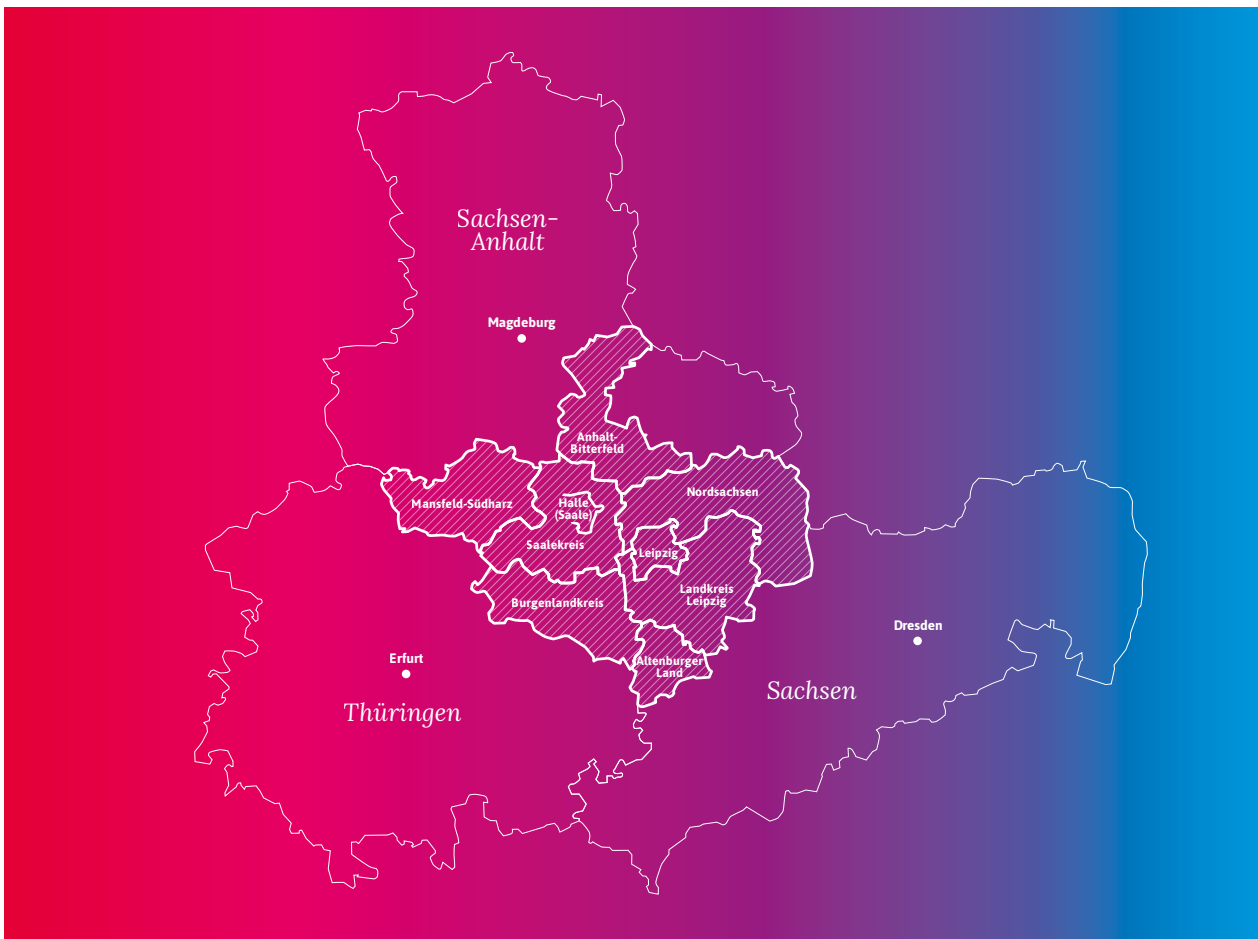 Sachsen-
Anhalt
Magdeburg
Anhalt-
Bitterfeld
Nordsachsen
Mansfeld-Südharz
Halle
(Saale)
Saalekreis
Leipzig
Landkreis
Leipzig
Burgenlandkreis
Dresden
Erfurt
Altenburger
Land
Sachsen
Thüringen